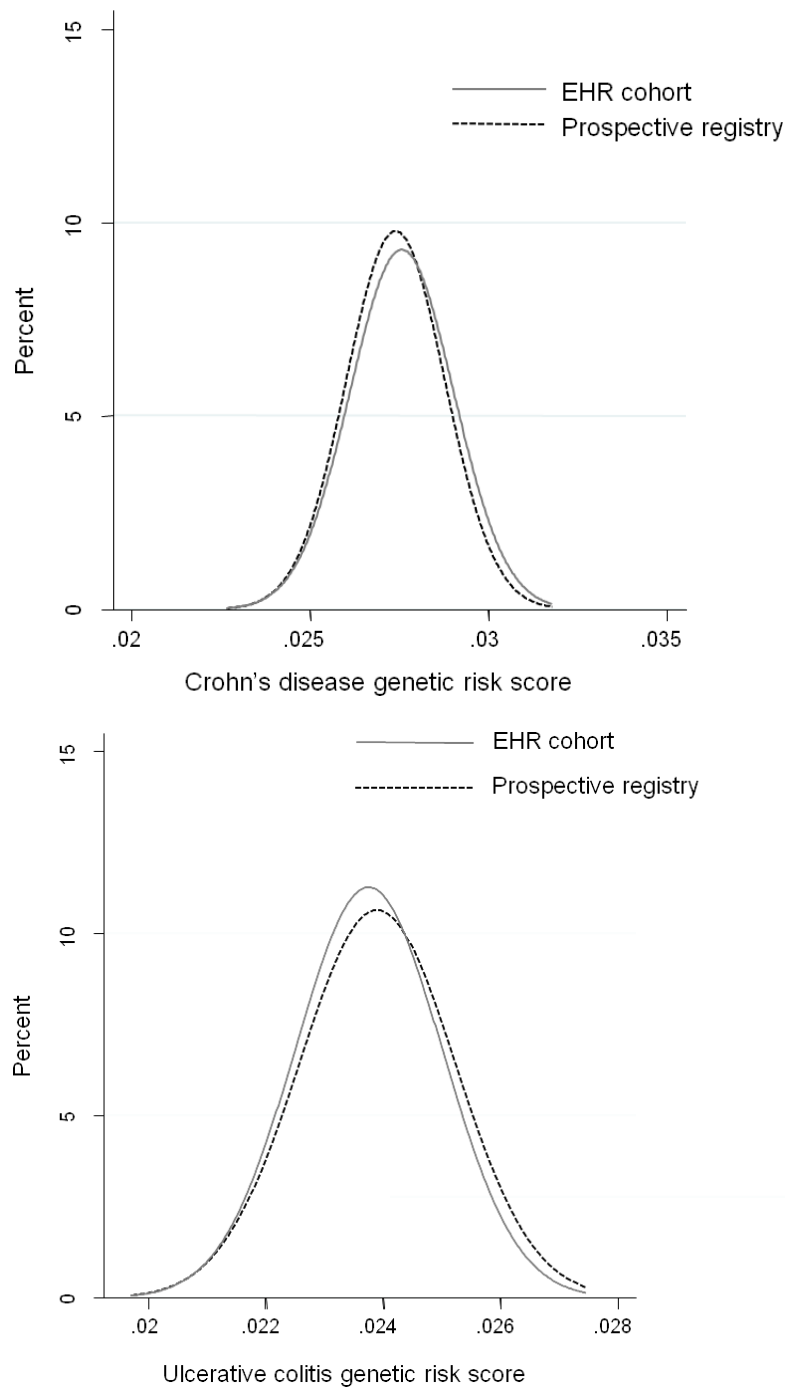 15
EHR cohort
Prospective registry
10
Percent
5
0
.02 .025 .03 .035
Crohn's disease genetic risk score
EHR cohort
15
Prospective registry
10
Percent
5
0
.02 .022 .024 .026 .028
Ulcerative colitis genetic risk score